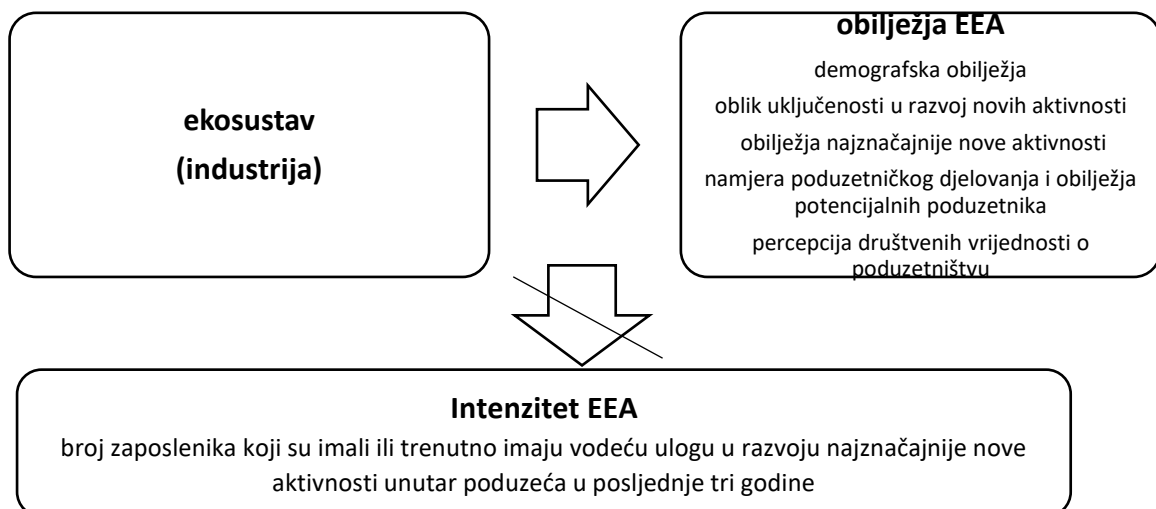 ekosustav
(industrija)
obilježja EEA
demografska obilježja
oblik uključenosti u razvoj novih aktivnosti
obilježja najznačajnije nove aktivnosti
namjera poduzetničkog djelovanja i obilježja
potencijalnih poduzetnika
percepcija društvenih vrijednosti o
poduzetništvu
Intenzitet EEA
broj zaposlenika koji su imali ili trenutno imaju vodeću ulogu u razvoju najznačajnije nove
aktivnosti unutar poduzeća u posljednje tri godine